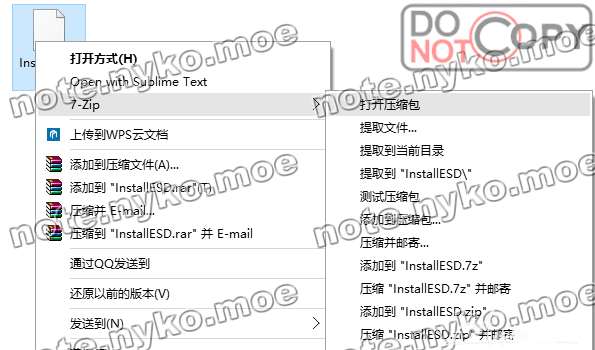 DO NOT COPY
Inst
打开方式(H)
Open with Sublime Text
7-Zip
上传到WPS云文档
添加到压缩文件(A)...
添加到 "InstallESD.rar"(T)
压缩并 E-mail...
压缩到 "InstallESD.rar" 并 E-mail
通过QQ发送到
还原以前的版本(V)
发送到(N)
打开压缩包
提取文件...
提取到当前目录
提取到 "InstallESD\"
测试压缩包
添加到压缩包...
压缩并邮寄...
添加到 "InstallESD.7z"
压缩 "InstallESD.7z" 并邮寄
添加到 "InstallESD.zip"
压缩 "InstallESD.zip" 并邮寄
note.nyko.moe
note.nyko.moe
note.nyko.moe
note.nyko.moe
note.nyko.moe
note.nyko.moe